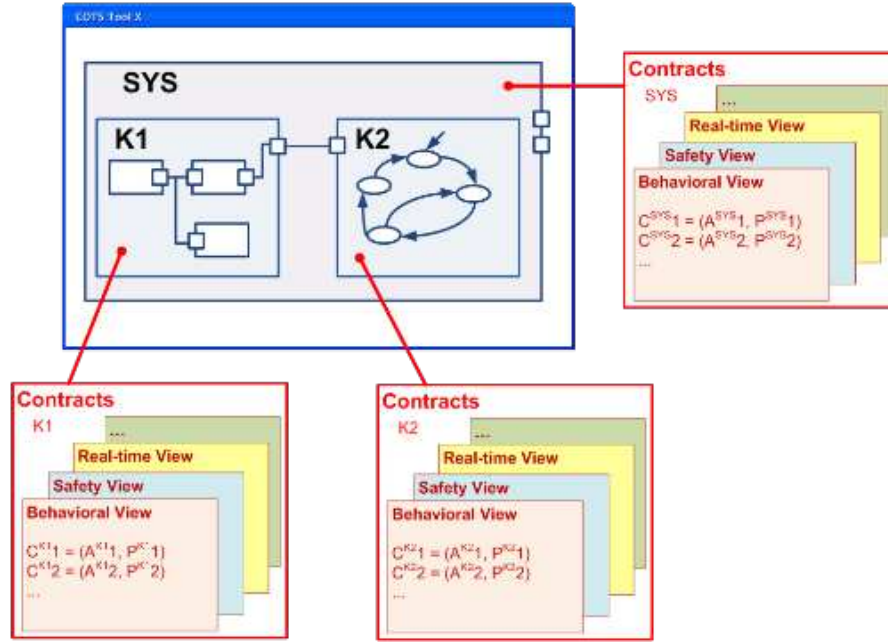 EDTS Tool X
SYS
K1
K2
Contracts
SYS
...
Real-time View
Safety View
Behavioral View
C^SYS1 = (A^SYS1, P^SYS1)
C^SYS2 = (A^SYS2, P^SYS2)
...
Contracts
K1
...
Real-time View
Safety View
Behavioral View
C^K11 = (A^K11, P^K11)
C^K12 = (A^K12, P^K12)
...
Contracts
K2
...
Real-time View
Safety View
Behavioral View
C^K21 = (A^K21, P^K21)
C^K22 = (A^K22, P^K22)
...